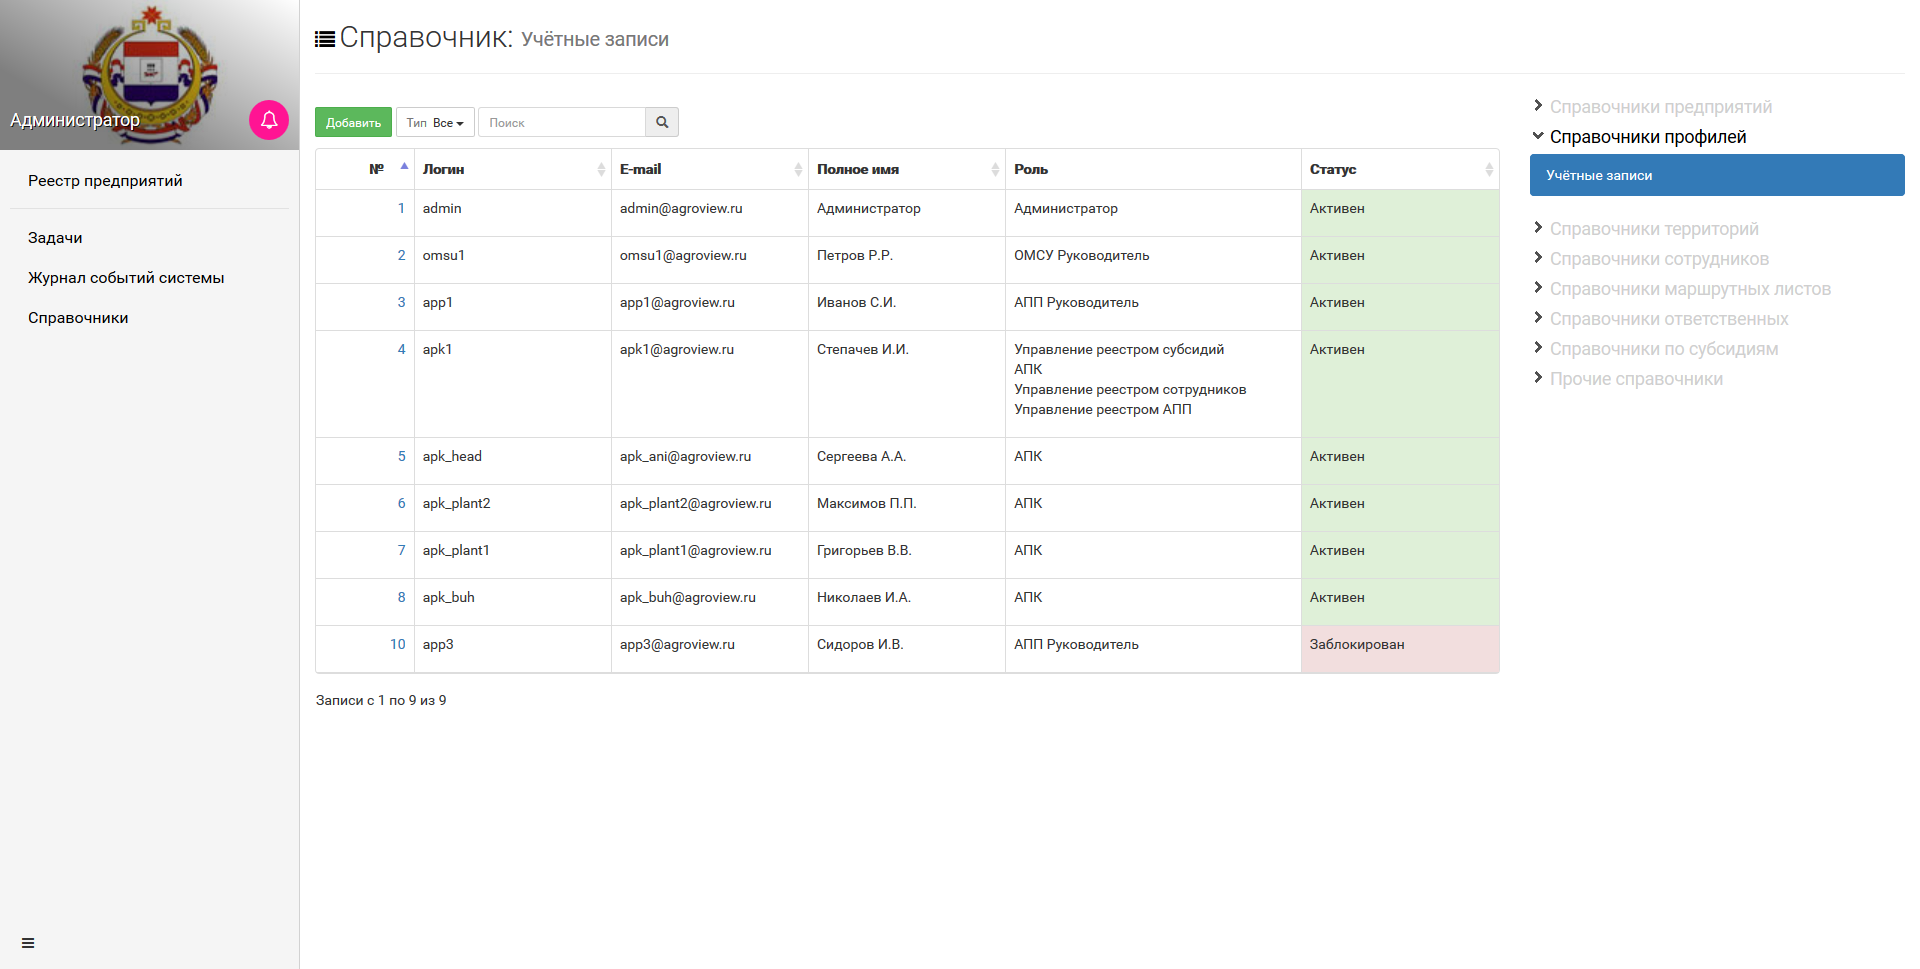 Администратор
Реестр предприятий
Задачи
Журнал событий системы
Справочники
Справочник: Учётные записи
Добавить Тип Все Поиск
№ Логин E-mail Полное имя Роль Статус
1 admin admin@agroview.ru Администратор Администратор Активен
2 omsu1 omsu1@agroview.ru Петров Р.Р. ОМСУ Руководитель Активен
3 app1 app1@agroview.ru Иванов С.И. АПП Руководитель Активен
4 apk1 apk1@agroview.ru Степачев И.И. Управление реестром субсидий Активен
АПК
Управление реестром сотрудников
Управление реестром АПП
5 apk_head apk_ani@agroview.ru Сергеева А.А. АПК Активен
6 apk_plant2 apk_plant2@agroview.ru Максимов П.П. АПК Активен
7 apk_plant1 apk_plant1@agroview.ru Григорьев В.В. АПК Активен
8 apk_buh apk_buh@agroview.ru Николаев И.А. АПК Активен
10 app3 app3@agroview.ru Сидоров И.В. АПП Руководитель Заблокирован
Записи с 1 по 9 из 9
Справочники предприятий
Справочники профилей
Учётные записи
Справочники территорий
Справочники сотрудников
Справочники маршрутных листов
Справочники ответственных
Справочники по субсидиям
Прочие справочники